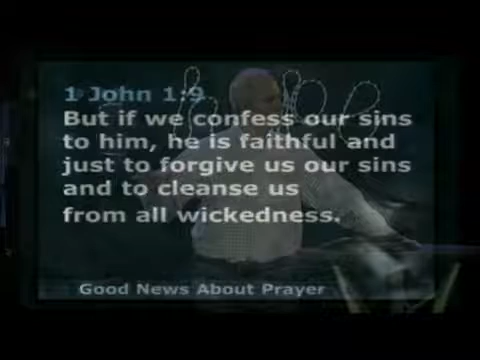 hope
1 John 1:9
But if we confess our sins
to him, he is faithful and
just to forgive us our sins
and to cleanse us
from all wickedness.
Good News About Prayer